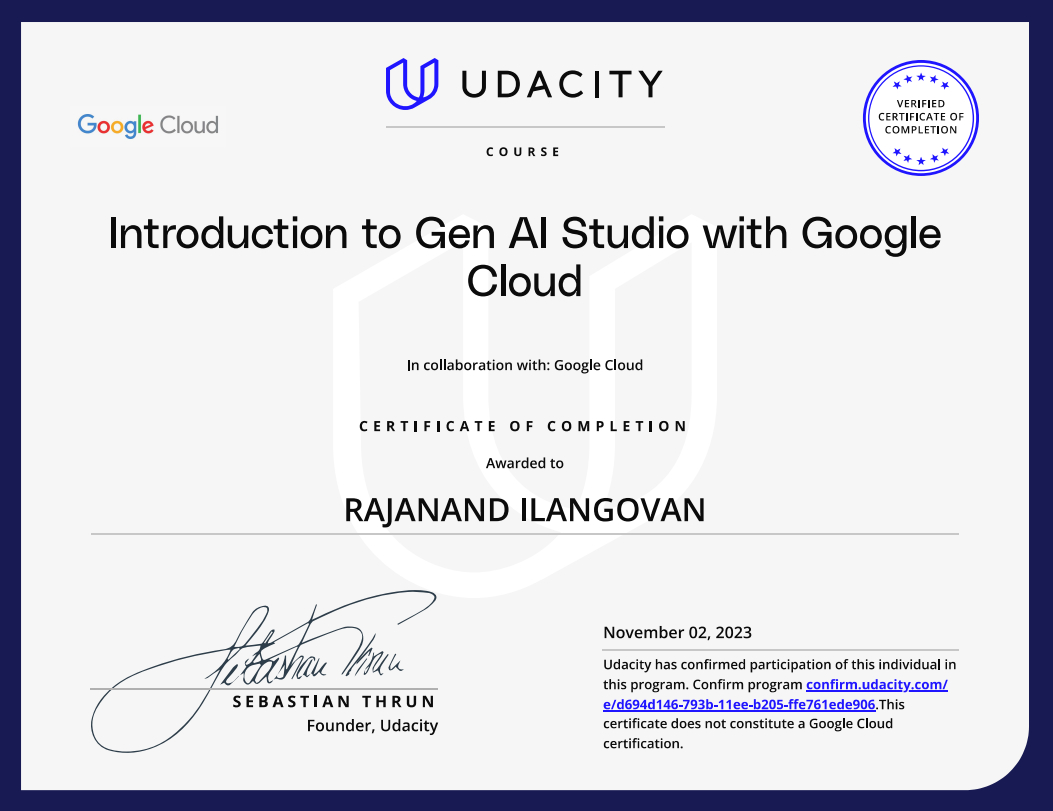 UDACITY
Google Cloud
VERIFIED
CERTIFICATE OF
COMPLETION
COURSE
Introduction to Gen AI Studio with Google
Cloud
In collaboration with: Google Cloud
CERTIFICATE OF COMPLETION
Awarded to
RAJANAND ILANGOVAN
Sebastian Thrun
SEBASTIAN THRUN
Founder, Udacity
November 02, 2023
Udacity has confirmed participation of this individual in
this program. Confirm program confirm.udacity.com/
e/d694d146-793b-11ee-b205-ffe761ede906.This
certificate does not constitute a Google Cloud
certification.